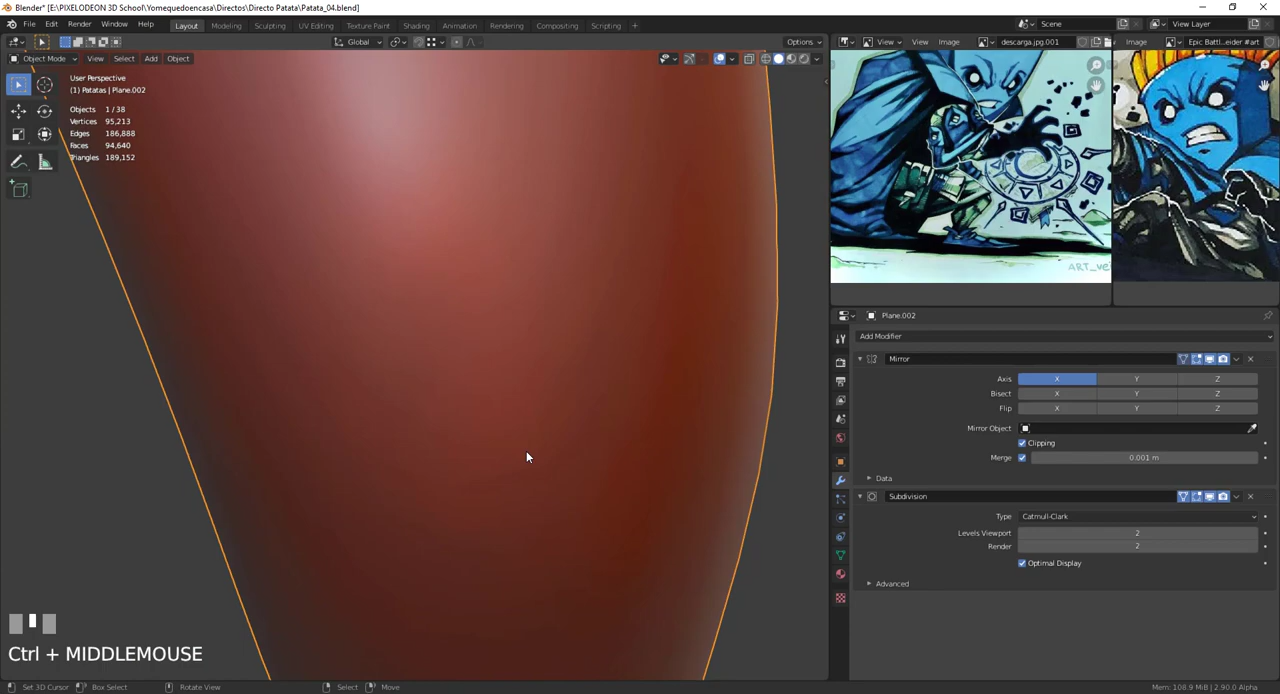 Blender* [E:\PIXELODEON 3D School\Yomequedoencasa\Directos\Directo Patata\Patata_04.blend]
File Edit Render Window Help Layout Modeling Sculpting UV Editing Texture Paint Shading Animation Rendering Compositing Scripting + Scene View Layer
Global Options View Image descarga.jpg.001 Image Epic Battl...eider #art
Object Mode View Select Add Object
User Perspective
(1) Patatas | Plane.002
Objects 1 / 38
Vertices 95,213
Edges 186,888
Faces 94,640
Triangles 189,152
Plane.002
Add Modifier
Mirror
Axis X Y Z
Bisect X Y Z
Flip X Y Z
Mirror Object
Clipping
Merge 0.001 m
Data
Subdivision
Type Catmull-Clark
Levels Viewport 2
Render 2
Optimal Display
Advanced
Ctrl + MIDDLEMOUSE
Set 3D Cursor Box Select Rotate View Select Move Mem: 108.9 MiB | 2.90.0 Alpha